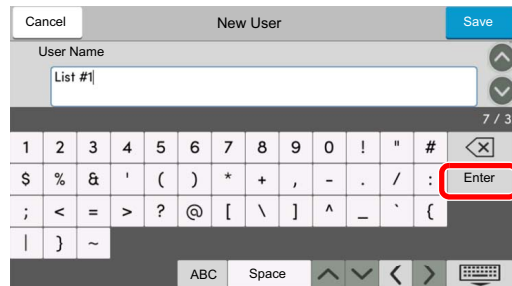 Cancel New User Save
User Name
List #1
7 / 3
1 2 3 4 5 6 7 8 9 0 ! " #
$ % & ' ( ) * + , - . / : Enter
; < = > ? @ [ \ ] ^ _ ` {
| } ~
ABC Space